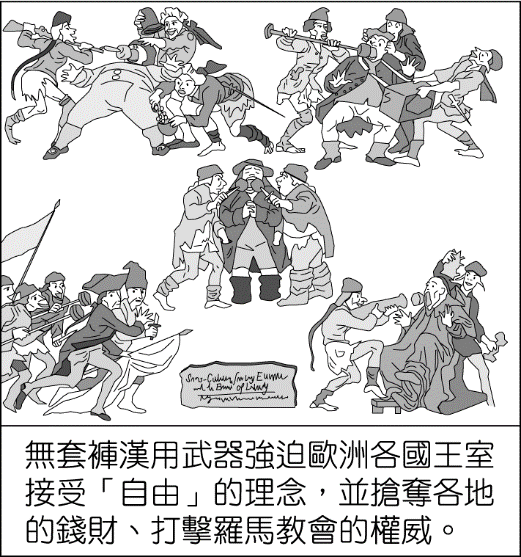 無套褲漢用武器強迫歐洲各國王室
接受「自由」的理念，並搶奪各地
的錢財、打擊羅馬教會的權威。